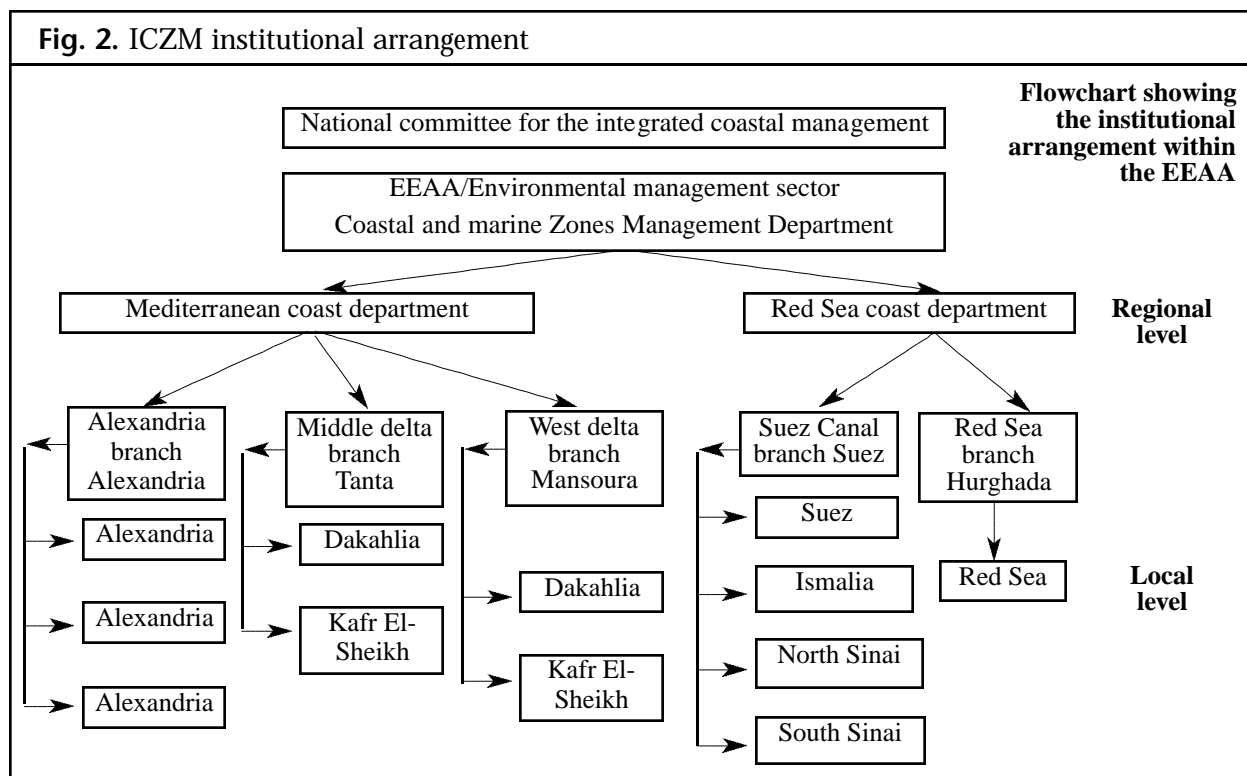 Fig. 2. ICZM institutional arrangement
Flowchart showing
the institutional
arrangement within
the EEAA
National committee for the integrated coastal management
EEAA/Environmental management sector
Coastal and marine Zones Management Department
Mediterranean coast department
Red Sea coast department
Regional
level
Alexandria
branch
Alexandria
Middle delta
branch
Tanta
West delta
branch
Mansoura
Suez Canal
branch Suez
Red Sea
branch
Hurghada
Alexandria
Alexandria
Alexandria
Dakahlia
Kafr El-
Sheikh
Dakahlia
Kafr El-
Sheikh
Suez
Ismalia
North Sinai
South Sinai
Red Sea
Local
level